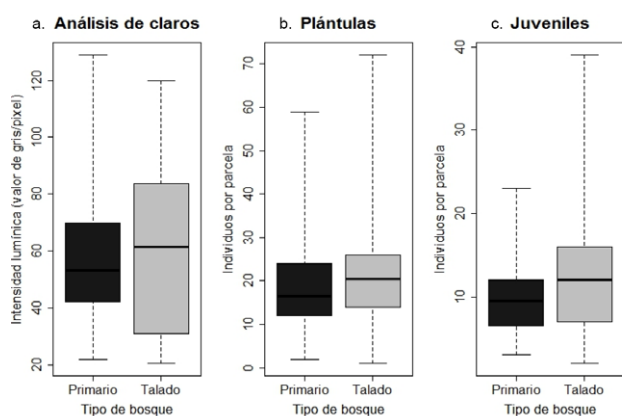 a. Análisis de claros
Intensidad lumínica (valor de gris/pixel)
20
40
60
80
100
120
Primario Talado
Tipo de bosque
b. Plántulas
Individuos por parcela
0
10
20
30
40
50
60
70
Primario Talado
Tipo de bosque
c. Juveniles
Individuos por parcela
10
20
30
40
Primario Talado
Tipo de bosque